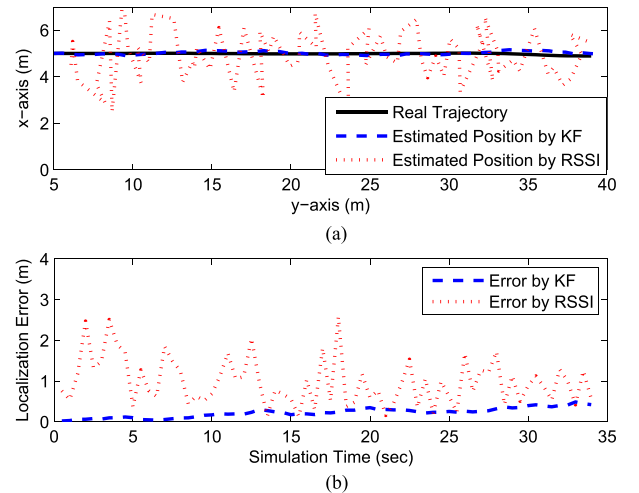 6
4
2
0
x-axis (m)
Real Trajectory
Estimated Position by KF
Estimated Position by RSSI
5 10 15 20 25 30 35 40
y-axis (m)
(a)
4
3
2
1
0
Localization Error (m)
Error by KF
Error by RSSI
0 5 10 15 20 25 30 35
Simulation Time (sec)
(b)